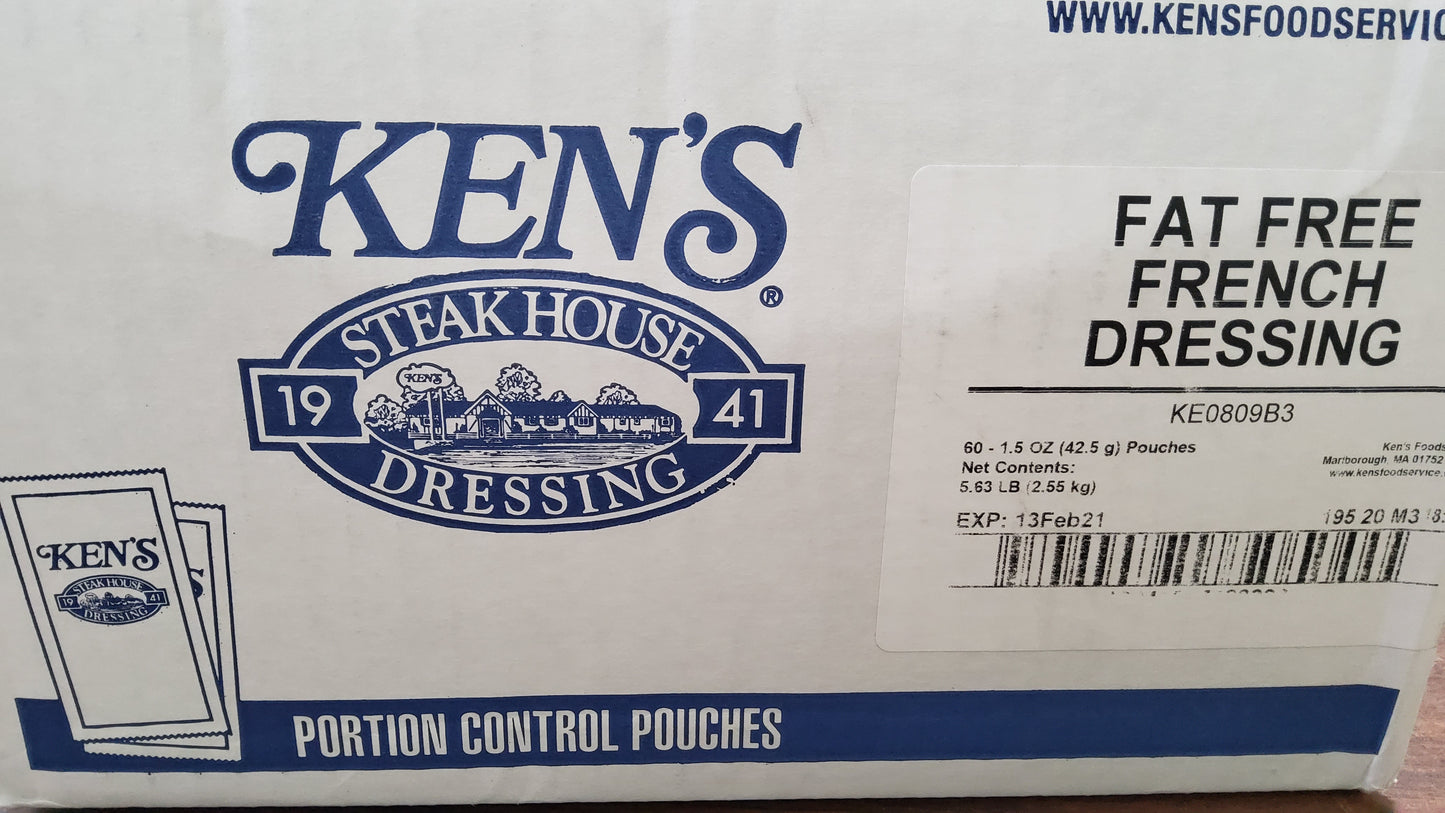 WWW.KENSFOODSERVIC
KEN'S®
STEAK HOUSE
19 41
KEN'S
DRESSING
FAT FREE
FRENCH
DRESSING
KE0809B3
60 - 1.5 OZ (42.5 g) Pouches
Net Contents:
5.63 LB (2.55 kg)
Ken's Foods
Marlborough, MA 01752
www.kensfoodservice.
EXP: 13Feb21
195 20 M3
KEN'S
STEAK HOUSE
19 41
DRESSING
S
PORTION CONTROL POUCHES